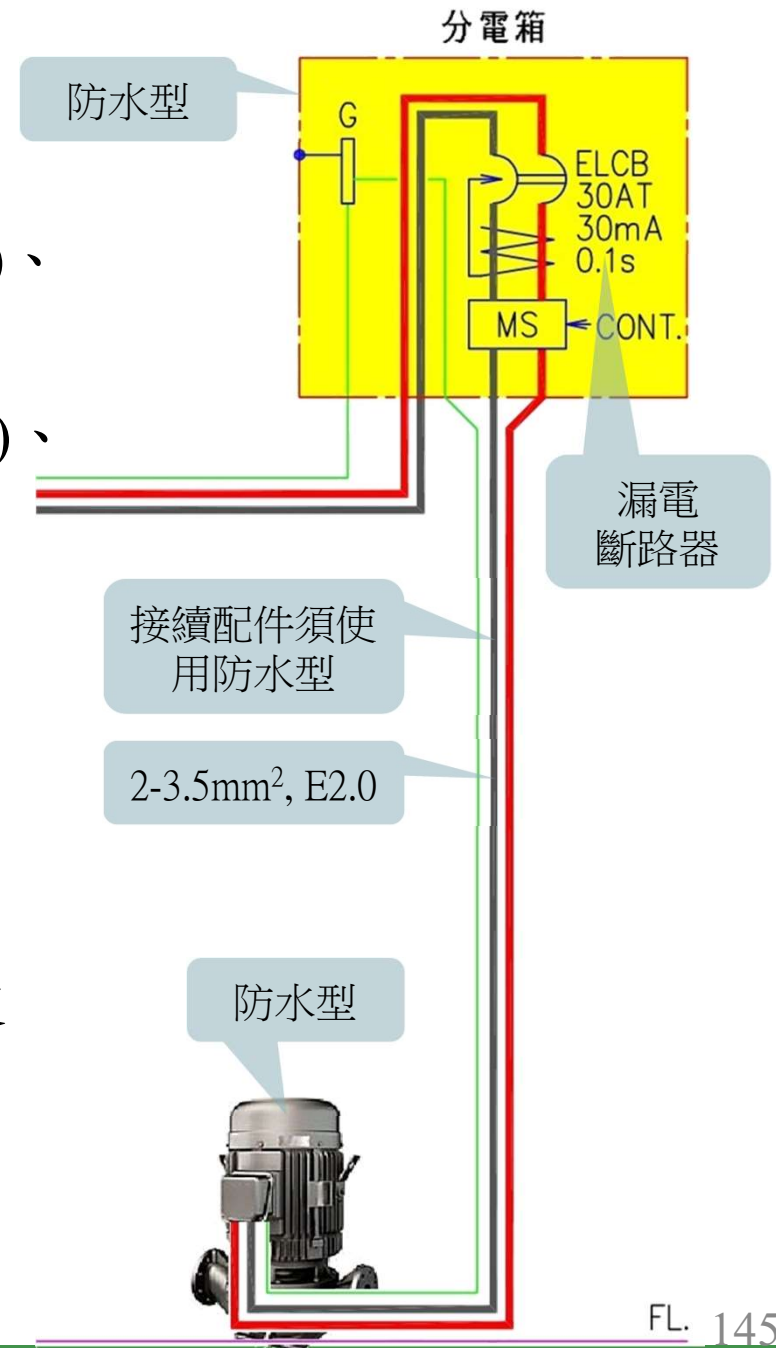 分電箱
防水型
G
ELCB
30AT
30mA
0.1s
)、
MS
CONT.
)、
漏電
斷路器
接續配件須使
用防水型
2-3.5mm², E2.0
防水型
FL.
145